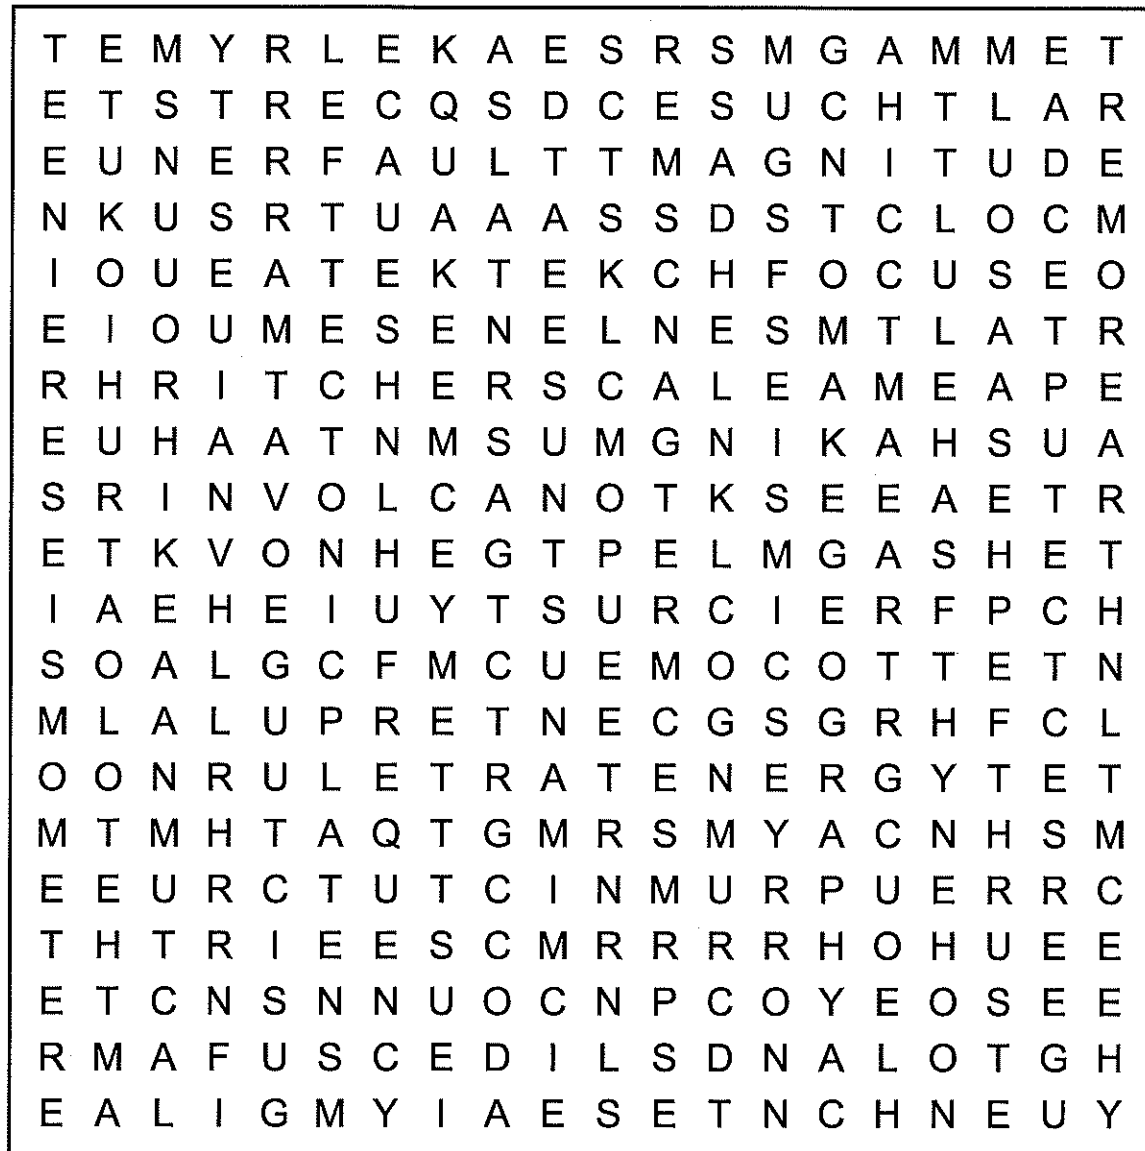 T E M Y R L E K A E S R S M G A M M E T
E T S T R E C Q S D C E S U C H T L A R
E U N E R F A U L T T M A G N I T U D E
N K U S R T U A A A S S D S T C L O C M
I O U E A T E K T E K C H F O C U S E O
E I O U M E S E N E L N E S M T L A T R
R H R I T C H E R S C A L E A M E A P E
E U H A A T N M S U M G N I K A H S U A
S R I N V O L C A N O T K S E E A E T R
E T K V O N H E G T P E L M G A S H E T
I A E H E I U Y T S U R C I E R F P C H
S O A L G C F M C U E M O C O T T E T N
M L A L U P R E T N E C G S G R H F C L
O O N R U L E T R A T E N E R G Y T E T
M T M H T A Q T G M R S M Y A C N H S M
E E U R C T U T C I N M U R P U E R R C
T H T R I E E S C M R R R R H O H U E E
E T C N S N N U O C N P C O Y E O S E E
R M A F U S C E D I L S D N A L O T G H
E A L I G M Y I A E S E T N C H N E U Y